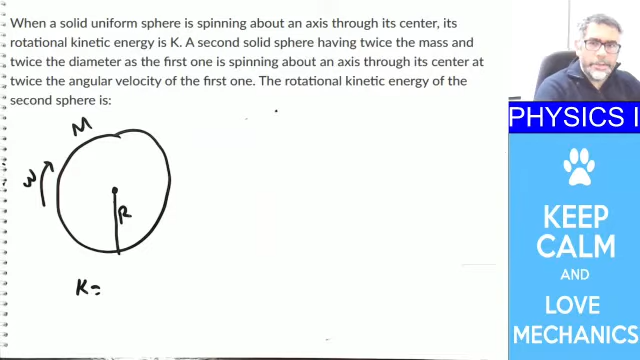 When a solid uniform sphere is spinning about an axis through its center, its
rotational kinetic energy is K. A second solid sphere having twice the mass and
twice the diameter as the first one is spinning about an axis through its center at
twice the angular velocity of the first one. The rotational kinetic energy of the
second sphere is:
M
ω
R
K=
PHYSICS I
KEEP
CALM
AND
LOVE
MECHANICS